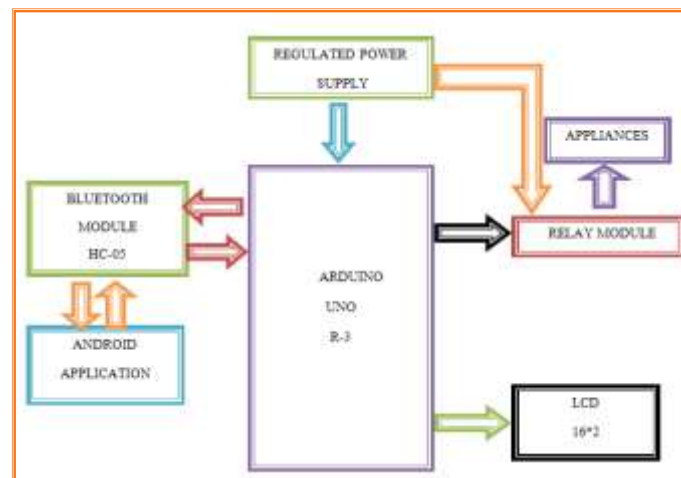 REGULATED POWER
SUPPLY
APPLIANCES
BLUETOOTH
MODULE
HC-05
RELAY MODULE
ARDUINO
UNO
R-3
ANDROID
APPLICATION
LCD
16*2